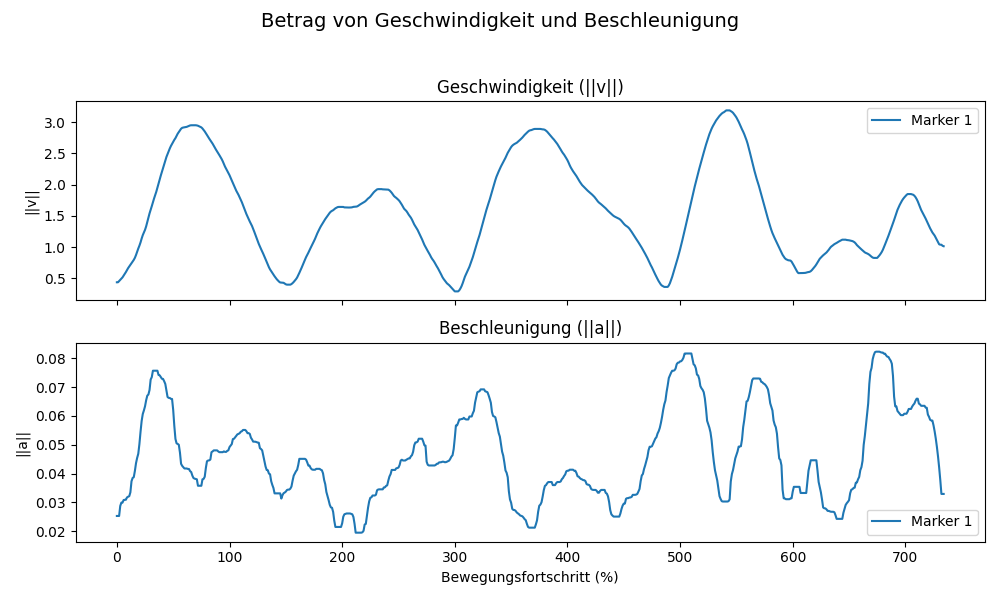 Betrag von Geschwindigkeit und Beschleunigung
Geschwindigkeit (||v||)
3.0
2.5
2.0
1.5
1.0
0.5
||v||
Marker 1
Beschleunigung (||a||)
0.08
0.07
0.06
0.05
0.04
0.03
0.02
||a||
Marker 1
0 100 200 300 400 500 600 700
Bewegungsfortschritt (%)